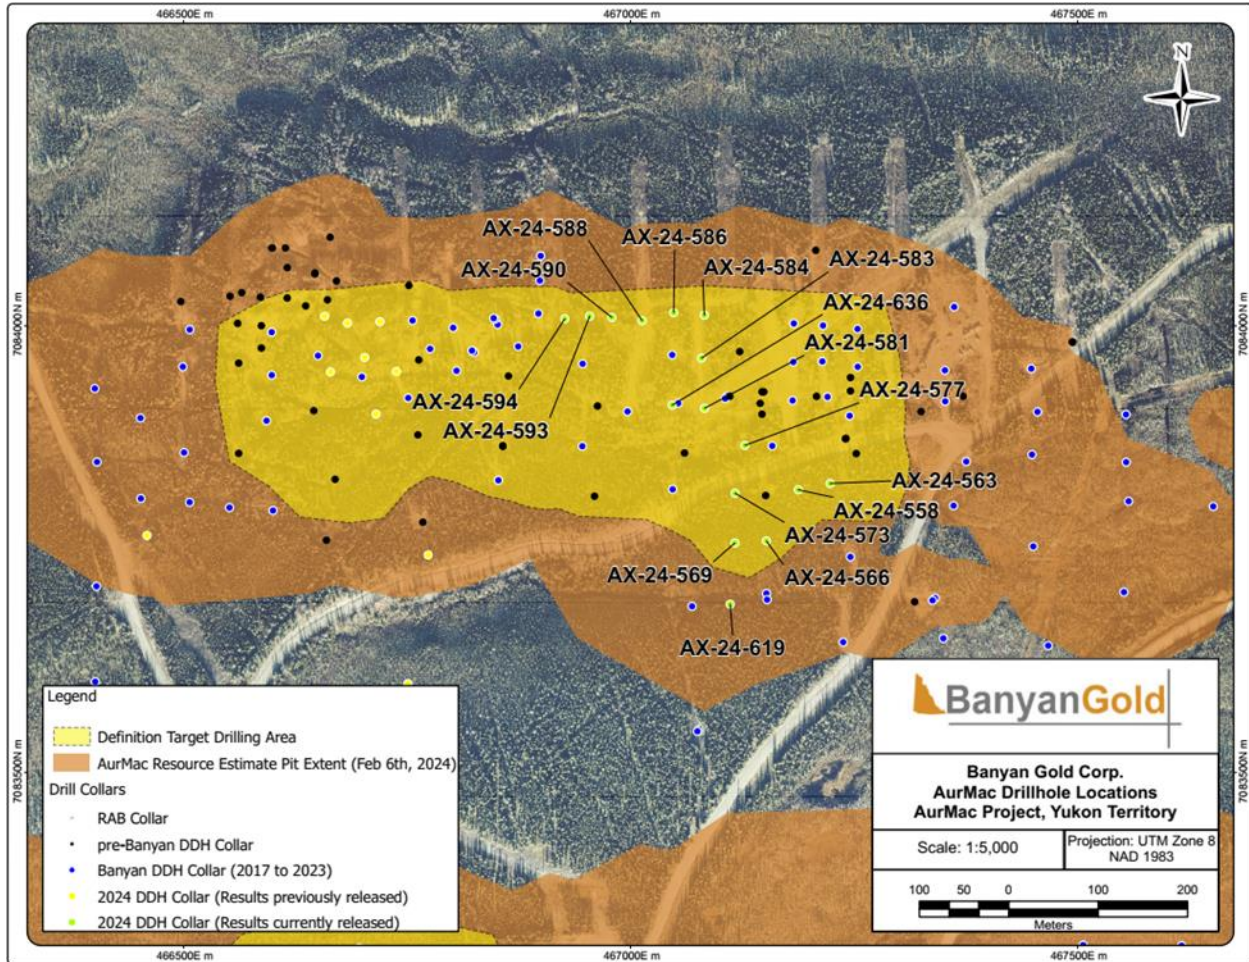 466500E m
467000E m
467500E m
N
AX-24-588
AX-24-586
AX-24-583
AX-24-590
AX-24-584
AX-24-636
7084000N m
7084000N m
AX-24-581
AX-24-577
AX-24-594
AX-24-593
AX-24-563
AX-24-558
AX-24-573
AX-24-569
AX-24-566
AX-24-619
Legend
Definition Target Drilling Area
AurMac Resource Estimate Pit Extent (Feb 6th, 2024)
Drill Collars
RAB Collar
pre-Banyan DDH Collar
Banyan DDH Collar (2017 to 2023)
2024 DDH Collar (Results previously released)
2024 DDH Collar (Results currently released)
7083500N m
7083500N m
BanyanGold
Banyan Gold Corp.
AurMac Drillhole Locations
AurMac Project, Yukon Territory
Scale: 1:5,000
Projection: UTM Zone 8
NAD 1983
100 50 0 100 200
Meters
466500E m
467000E m
467500E m